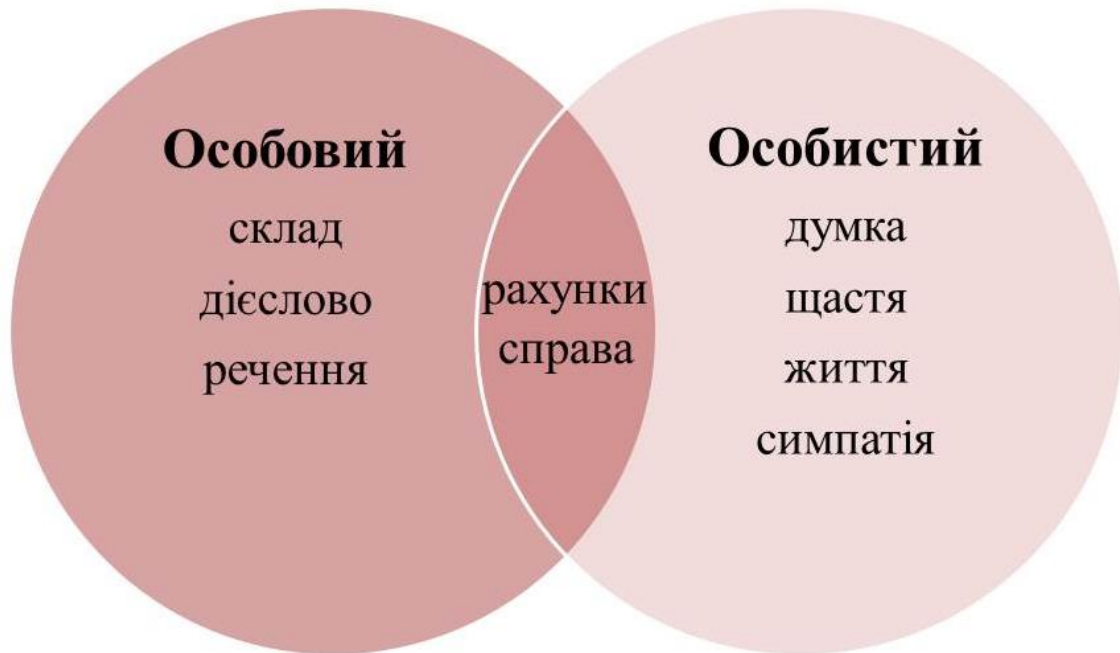 Особовий
склад
дієслово
речення
рахунки
справа
Особистий
думка
щастя
життя
симпатія